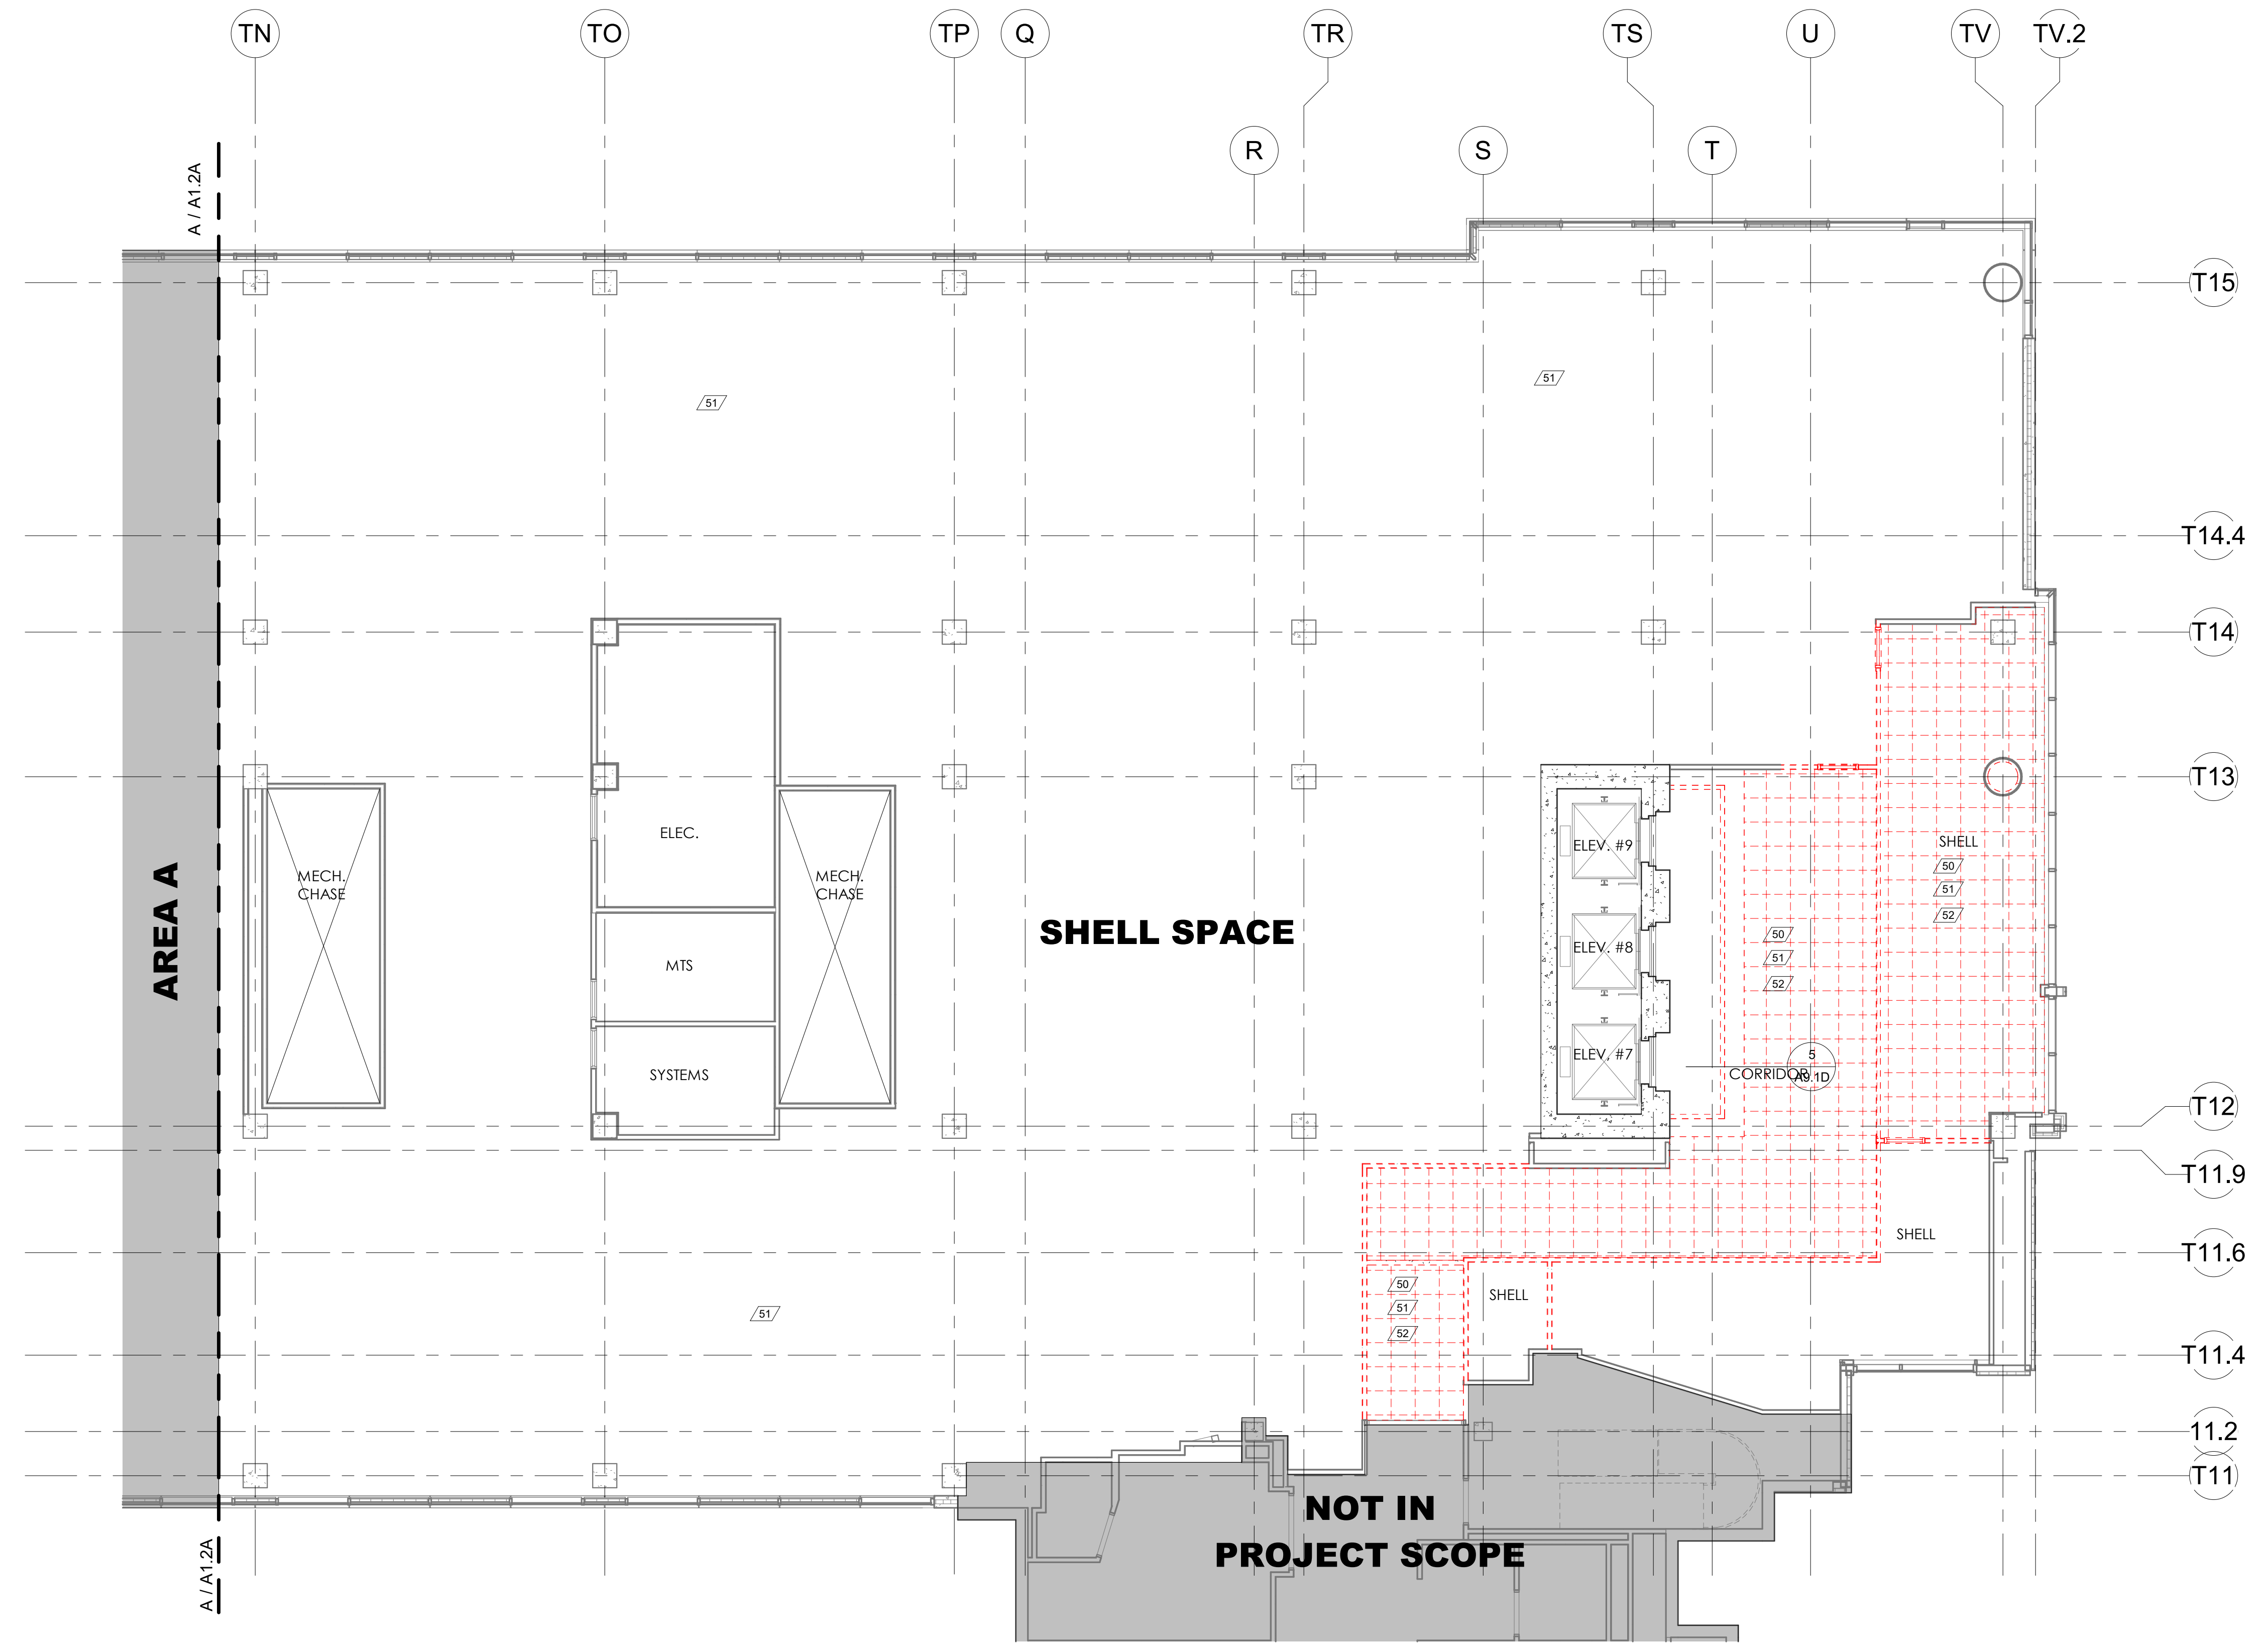 TN
TO
TP
Q
TR
TS
U
TV
TV.2
R
S
T
A / A1.2A
T15
51
51
T14.4
T14
T13
ELEC.
SHELL
ELEV. #9
50
MECH.
CHASE
MECH.
CHASE
51
52
AREA A
SHELL SPACE
50
ELEV. #8
51
MTS
52
ELEV. #7
5
CORRIDOR
A9.1D
SYSTEMS
T12
T11.9
SHELL
T11.6
50
SHELL
51
51
52
T11.4
11.2
T11
NOT IN
PROJECT SCOPE
A / A1.2A